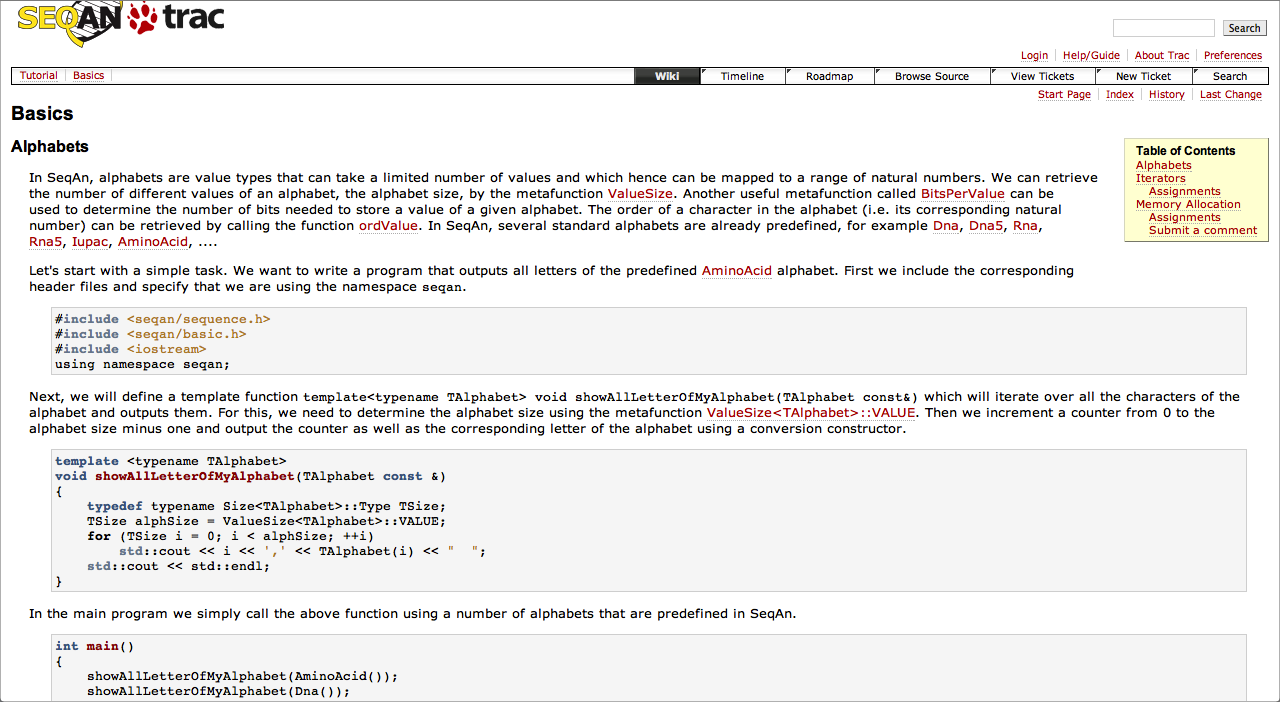 SEQAN trac
Search
Login Help/Guide About Trac Preferences
Tutorial Basics Wiki Timeline Roadmap Browse Source View Tickets New Ticket Search
Start Page Index History Last Change
Basics
Alphabets
Table of Contents
Alphabets
Iterators
Assignments
Memory Allocation
Assignments
Submit a comment
In SeqAn, alphabets are value types that can take a limited number of values and which hence can be mapped to a range of natural numbers. We can retrieve
the number of different values of an alphabet, the alphabet size, by the metafunction ValueSize. Another useful metafunction called BitsPerValue can be
used to determine the number of bits needed to store a value of a given alphabet. The order of a character in the alphabet (i.e. its corresponding natural
number) can be retrieved by calling the function ordValue. In SeqAn, several standard alphabets are already predefined, for example Dna, Dna5, Rna,
Rna5, Iupac, AminoAcid, ....
Let's start with a simple task. We want to write a program that outputs all letters of the predefined AminoAcid alphabet. First we include the corresponding
header files and specify that we are using the namespace seqan.
#include <seqan/sequence.h>
#include <seqan/basic.h>
#include <iostream>
using namespace seqan;
Next, we will define a template function template<typename TAlphabet> void showAllLetterOfMyAlphabet(TAlphabet const&) which will iterate over all the characters of the
alphabet and outputs them. For this, we need to determine the alphabet size using the metafunction ValueSize<TAlphabet>::VALUE. Then we increment a counter from 0 to the
alphabet size minus one and output the counter as well as the corresponding letter of the alphabet using a conversion constructor.
template <typename TAlphabet>
void showAllLetterOfMyAlphabet(TAlphabet const &)
{
    typedef typename Size<TAlphabet>::Type TSize;
    TSize alphSize = ValueSize<TAlphabet>::VALUE;
    for (TSize i = 0; i < alphSize; ++i)
        std::cout << i << ',' << TAlphabet(i) << "  ";
    std::cout << std::endl;
}
In the main program we simply call the above function using a number of alphabets that are predefined in SeqAn.
int main()
{
    showAllLetterOfMyAlphabet(AminoAcid());
    showAllLetterOfMyAlphabet(Dna());